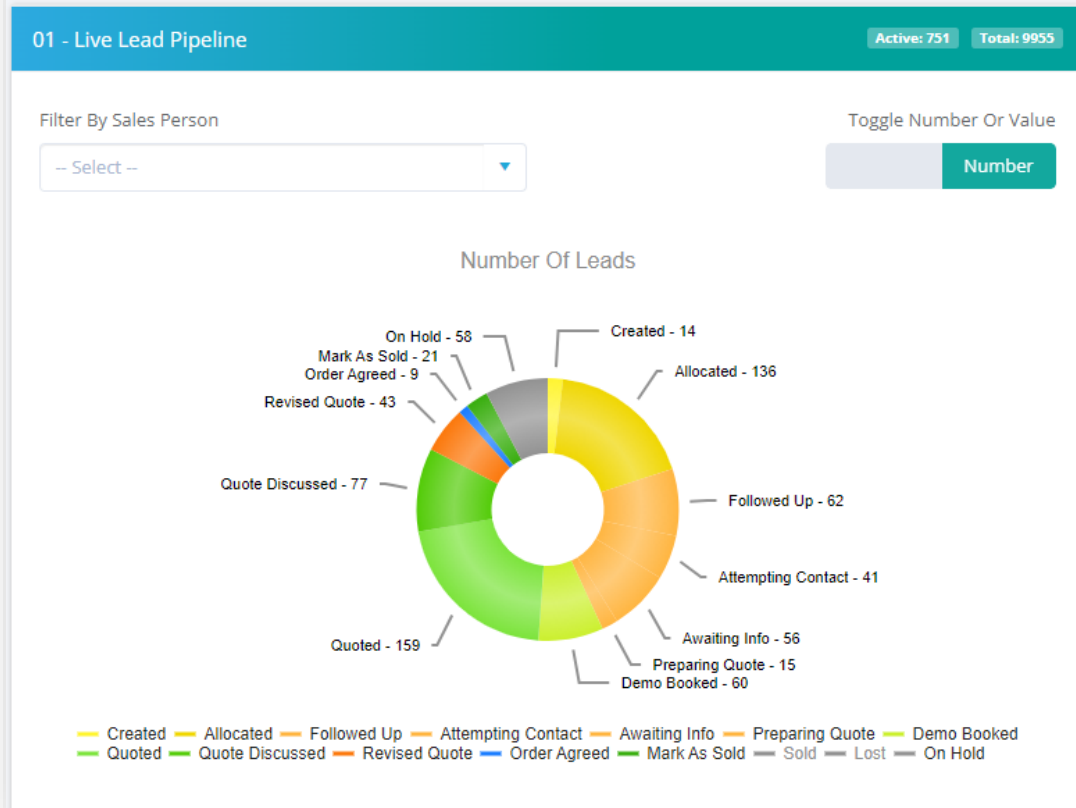 01 - Live Lead Pipeline
Active: 751
Total: 9955
Filter By Sales Person
Toggle Number Or Value
-- Select --
Number
Number Of Leads
Created - 14
On Hold - 58
Mark As Sold - 21
Allocated - 136
Order Agreed - 9
Revised Quote - 43
Quote Discussed - 77
Followed Up - 62
Attempting Contact - 41
Awaiting Info - 56
Quoted - 159
Preparing Quote - 15
Demo Booked - 60
Created Allocated Followed Up Attempting Contact Awaiting Info Preparing Quote Demo Booked
Quoted Quote Discussed Revised Quote Order Agreed Mark As Sold Sold Lost On Hold